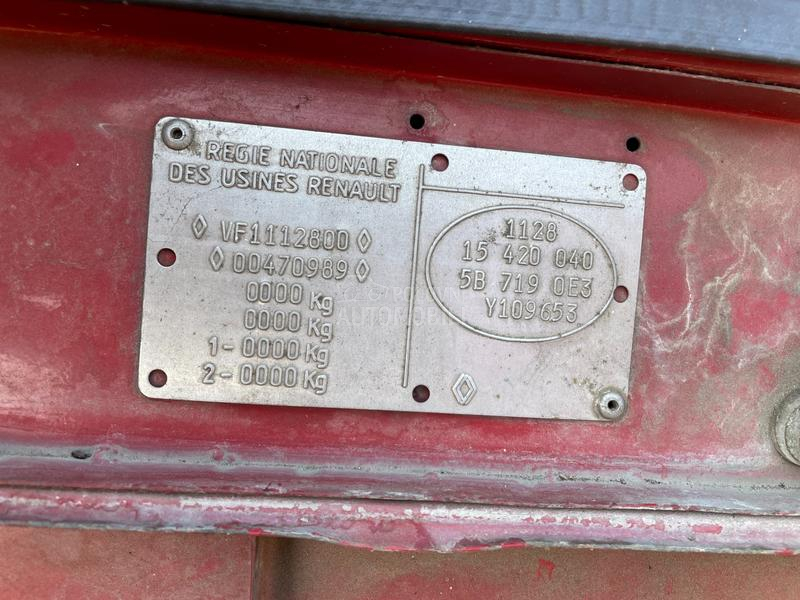 REGIE NATIONALE
DES USINES RENAULT
◊ VF1112800 ◊
◊ 00470989 ◊
0000 Kg
0000 Kg
1-0000 Kg
2-0000 Kg
1128
15 420 040
5B 719 0E3
Y109653